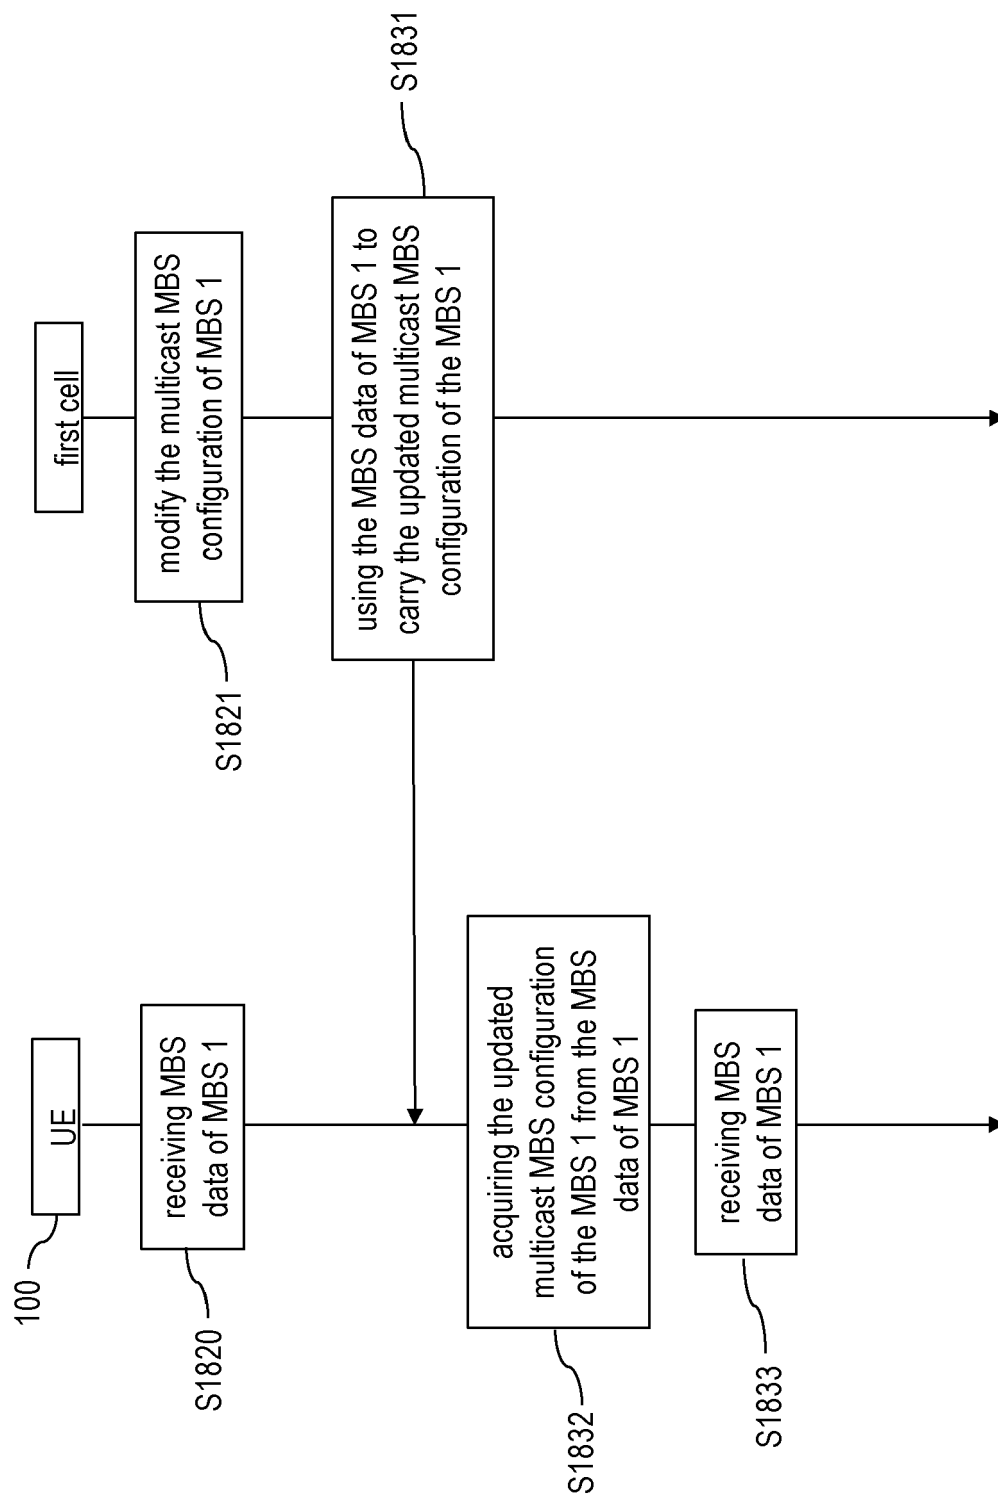 100
UE
first cell
S1820
receiving MBS
data of MBS 1
modify the multicast MBS
configuration of MBS 1
S1821
using the MBS data of MBS 1 to
carry the updated multicast MBS
configuration of the MBS 1
S1831
acquiring the updated
multicast MBS configuration
of the MBS 1 from the MBS
data of MBS 1
S1832
receiving MBS
data of MBS 1
S1833